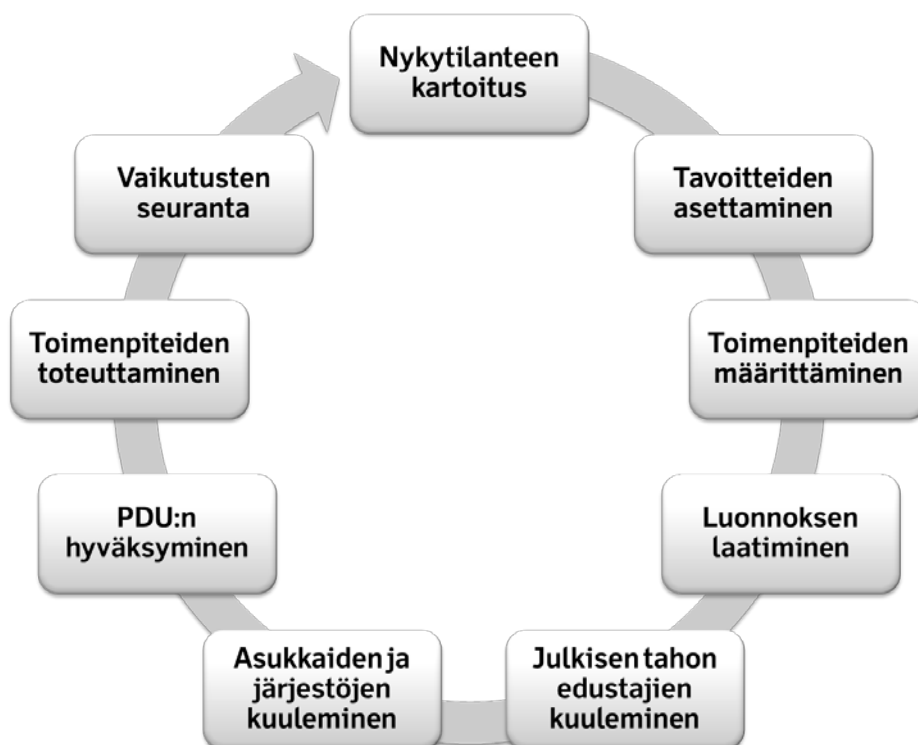 Nykytilanteen
kartoitus
Tavoitteiden
asettaminen
Toimenpiteiden
määrittäminen
Luonnoksen
laatiminen
Julkisen tahon
edustajien
kuuleminen
Asukkaiden ja
järjestöjen
kuuleminen
PDU:n
hyväksyminen
Toimenpiteiden
toteuttaminen
Vaikutusten
seuranta